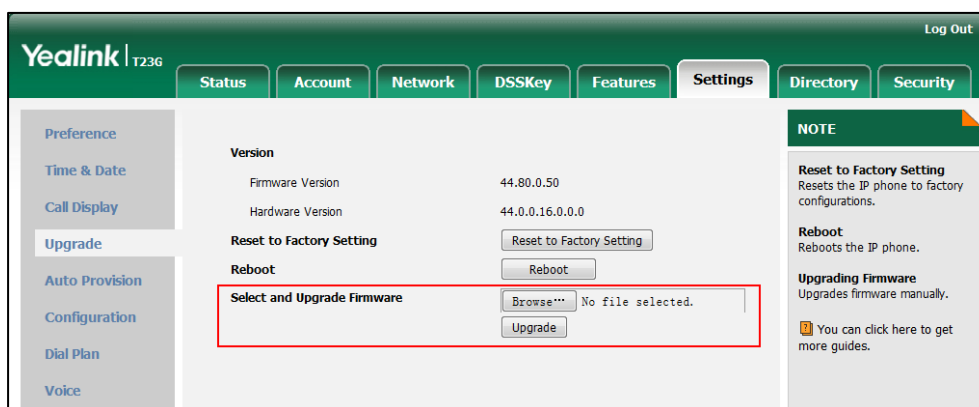 Log Out
Yealink | T23G
Status Account Network DSSKey Features Settings Directory Security
Preference
Time & Date
Call Display
Upgrade
Auto Provision
Configuration
Dial Plan
Voice
Version
Firmware Version 44.80.0.50
Hardware Version 44.0.0.16.0.0.0
Reset to Factory Setting Reset to Factory Setting
Reboot Reboot
Select and Upgrade Firmware Browse··· No file selected.
Upgrade
NOTE
Reset to Factory Setting
Resets the IP phone to factory
configurations.
Reboot
Reboots the IP phone.
Upgrading Firmware
Upgrades firmware manually.
? You can click here to get
more guides.